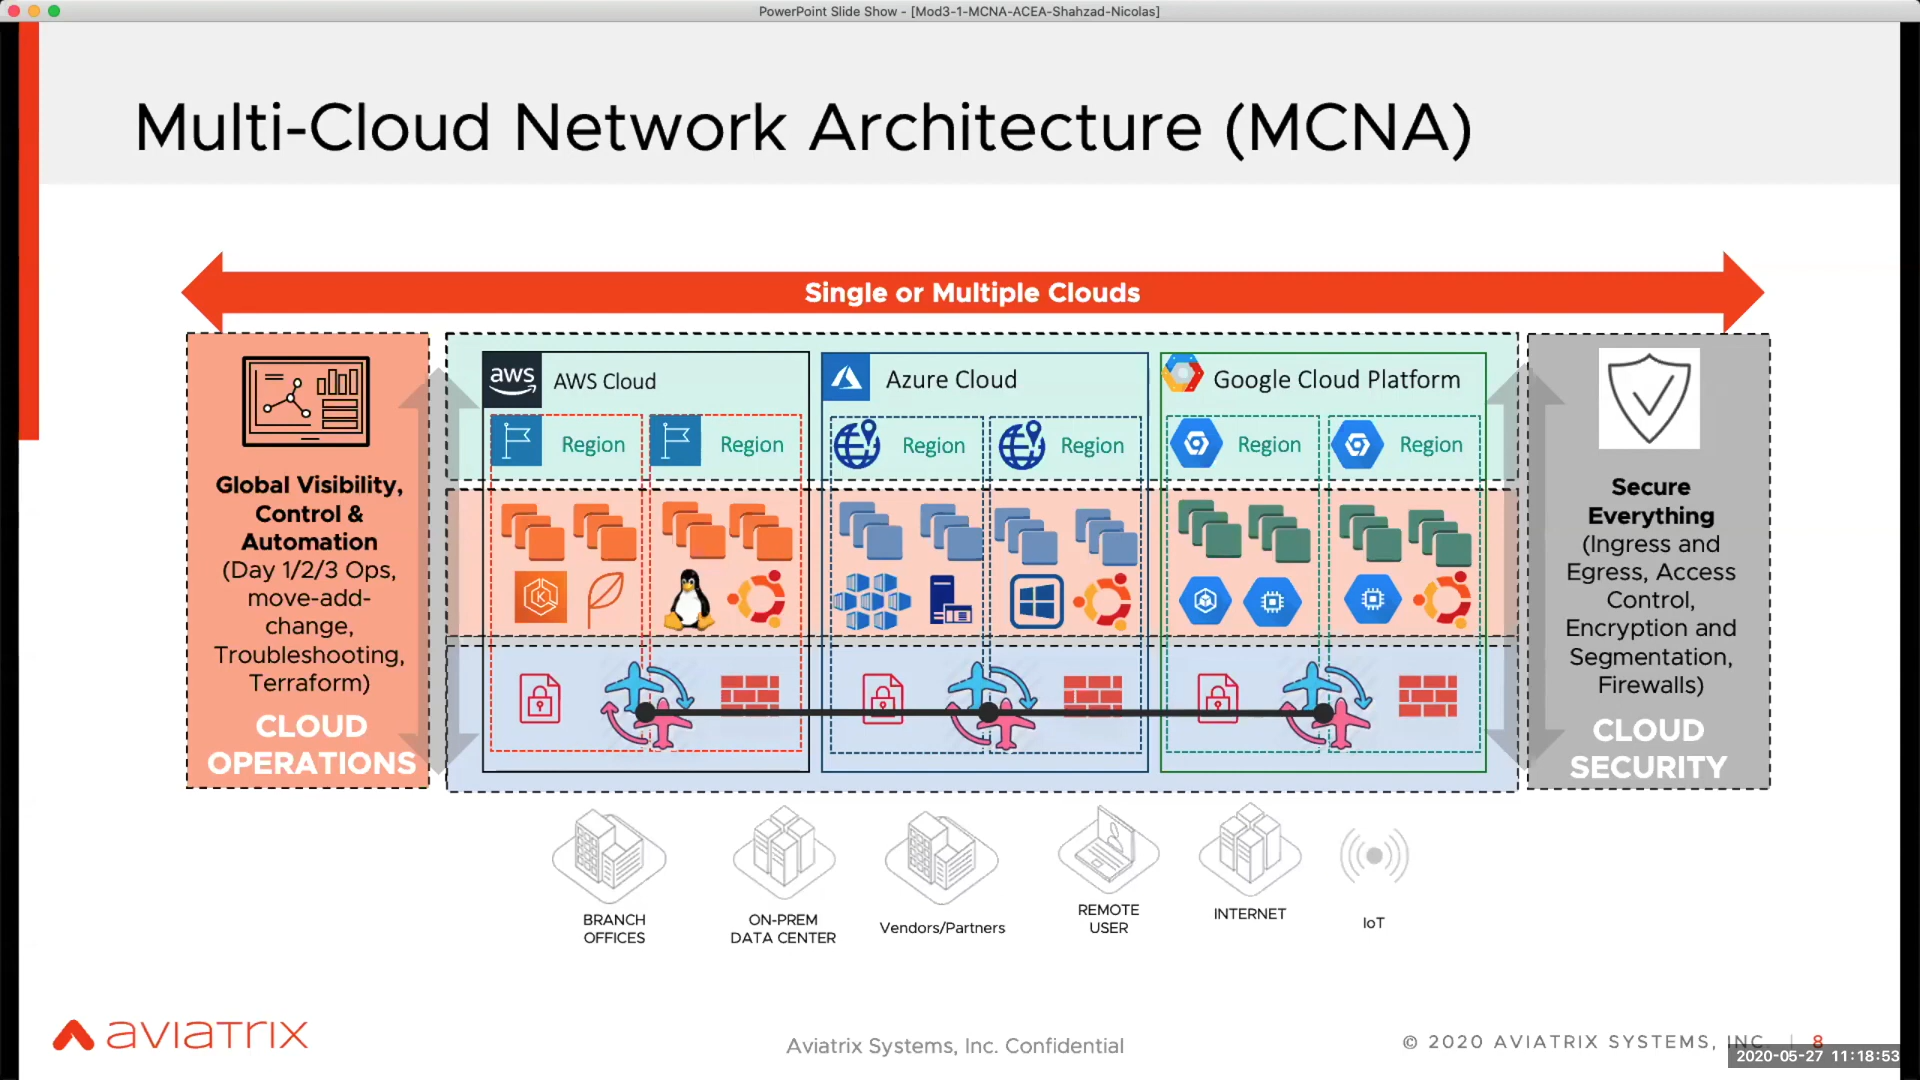 PowerPoint Slide Show - [Mod3-1-MCNA-ACEA-Shahzad-Nicolas]
Multi-Cloud Network Architecture (MCNA)
Single or Multiple Clouds
Global Visibility,
Control &
Automation
(Day 1/2/3 Ops,
move-add-
change,
Troubleshooting,
Terraform)
CLOUD
OPERATIONS
aws
AWS Cloud
Region
Region
Azure Cloud
Region
Region
Google Cloud Platform
Region
Region
Secure
Everything
(Ingress and
Egress, Access
Control,
Encryption and
Segmentation,
Firewalls)
CLOUD
SECURITY
BRANCH
OFFICES
ON-PREM
DATA CENTER
Vendors/Partners
REMOTE
USER
INTERNET
IoT
aviatrix
Aviatrix Systems, Inc. Confidential
© 2020 AVIATRIX SYSTEMS, INC. | 8
2020-05-27 11:18:53